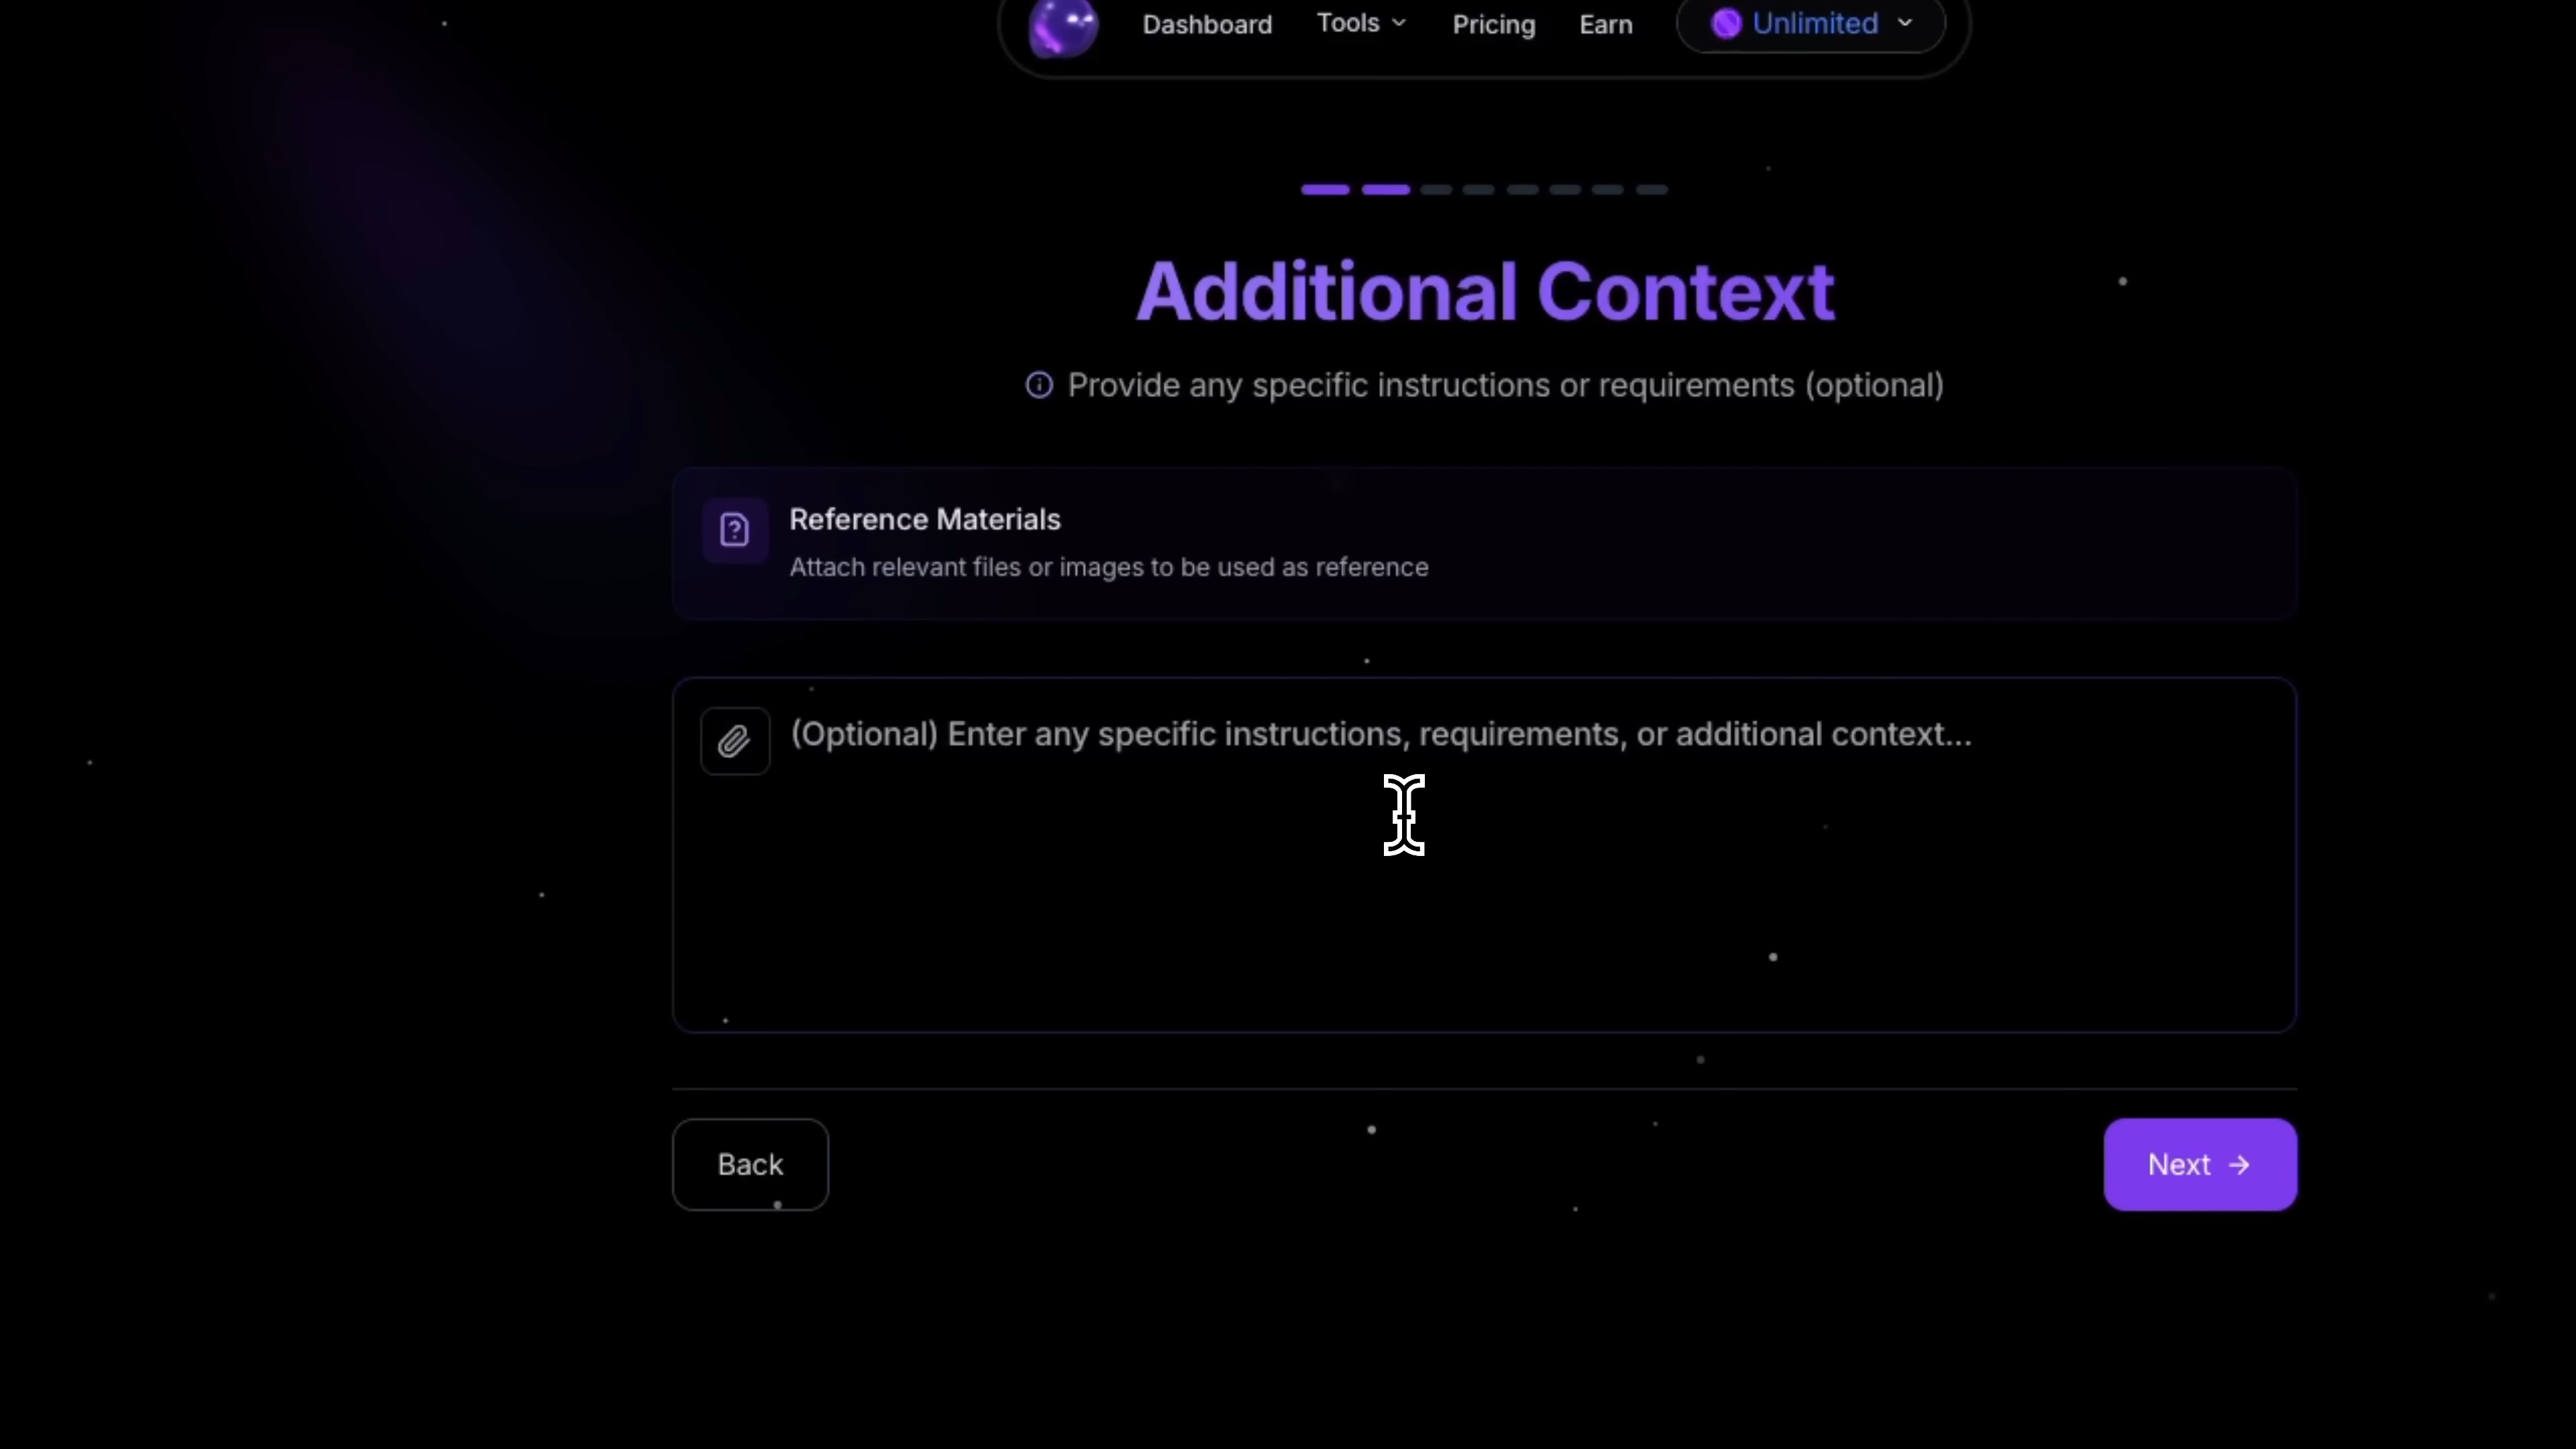 Dashboard Tools Pricing Earn Unlimited
Additional Context
Provide any specific instructions or requirements (optional)
Reference Materials
Attach relevant files or images to be used as reference
(Optional) Enter any specific instructions, requirements, or additional context...
Back Next